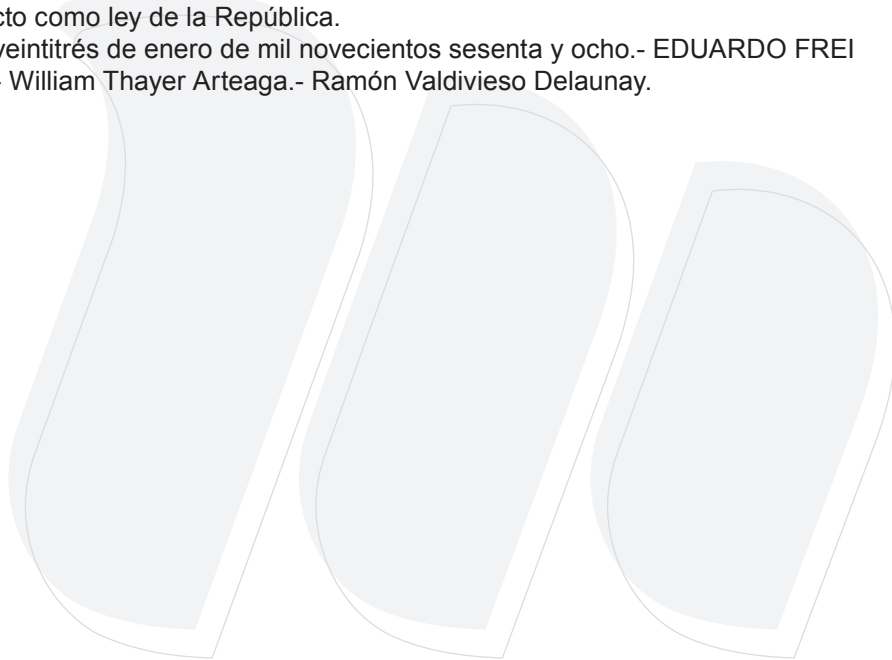 cto como ley de la República.
veintitrés de enero de mil novecientos sesenta y ocho.- EDUARDO FREI
- William Thayer Arteaga.- Ramón Valdivieso Delaunay.